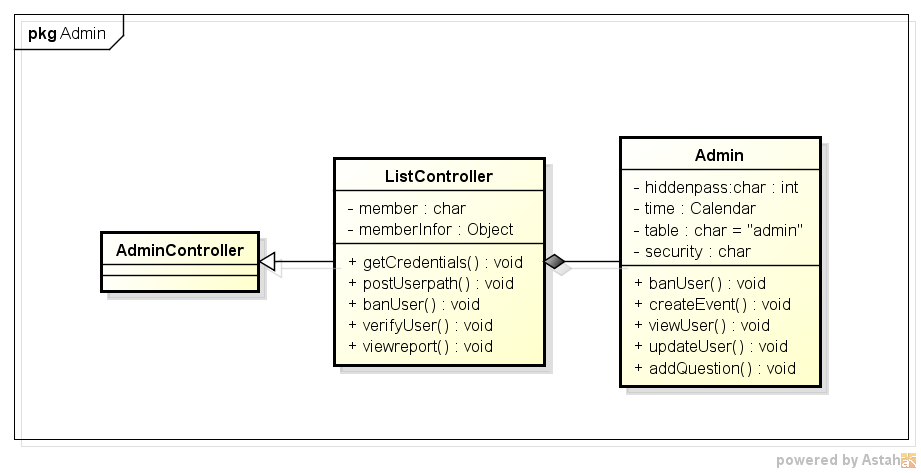 pkg Admin
AdminController
ListController
- member : char
- memberInfor : Object
+ getCredentials() : void
+ postUserpath() : void
+ banUser() : void
+ verifyUser() : void
+ viewreport() : void
Admin
- hiddenpass:char : int
- time : Calendar
- table : char = "admin"
- security : char
+ banUser() : void
+ createEvent() : void
+ viewUser() : void
+ updateUser() : void
+ addQuestion() : void
powered by Astah